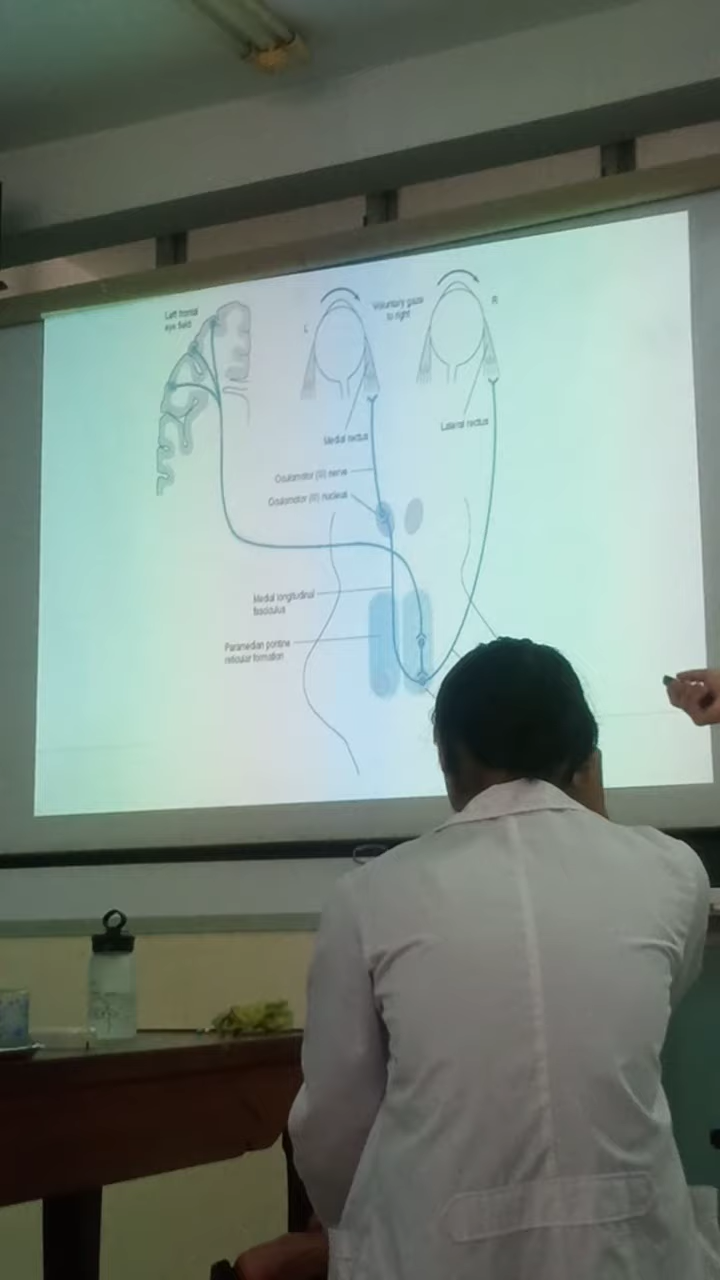 Left frontal
eye field
L
Voluntary gaze
to right
R
Medial rectus
Lateral rectus
Oculomotor (III) nerve
Oculomotor (III) nucleus
Medial longitudinal
fasciculus
Paramedian pontine
reticular formation